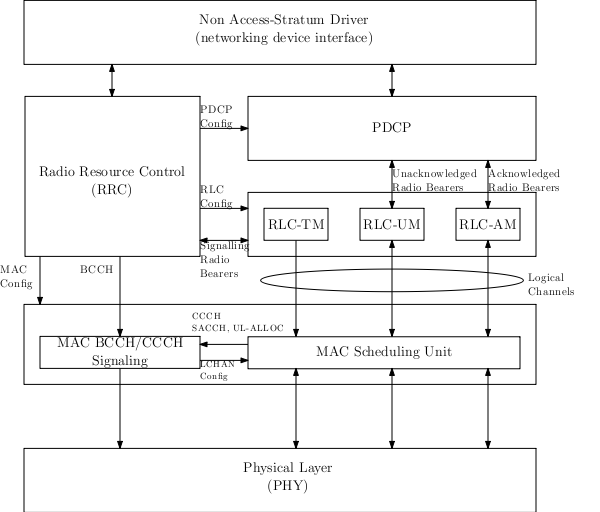 Non Access-Stratum Driver
(networking device interface)
PDCP
Config
PDCP
Radio Resource Control
(RRC)
Unacknowledged
Radio Bearers
Acknowledged
Radio Bearers
RLC
Config
RLC-TM
RLC-UM
RLC-AM
Signalling
Radio
Bearers
MAC
Config
BCCH
Logical
Channels
CCCH
SACCH, UL-ALLOC
MAC BCCH/CCCH
Signaling
MAC Scheduling Unit
LCHAN
Config
Physical Layer
(PHY)